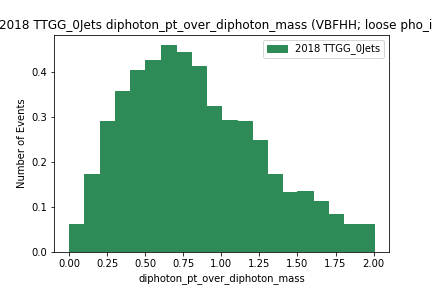 2018 TTGG_0Jets diphoton_pt_over_diphoton_mass (VBFHH; loose pho_i
2018 TTGG_0Jets
Number of Events
0.4
0.3
0.2
0.1
0.0
0.00 0.25 0.50 0.75 1.00 1.25 1.50 1.75 2.00
diphoton_pt_over_diphoton_mass